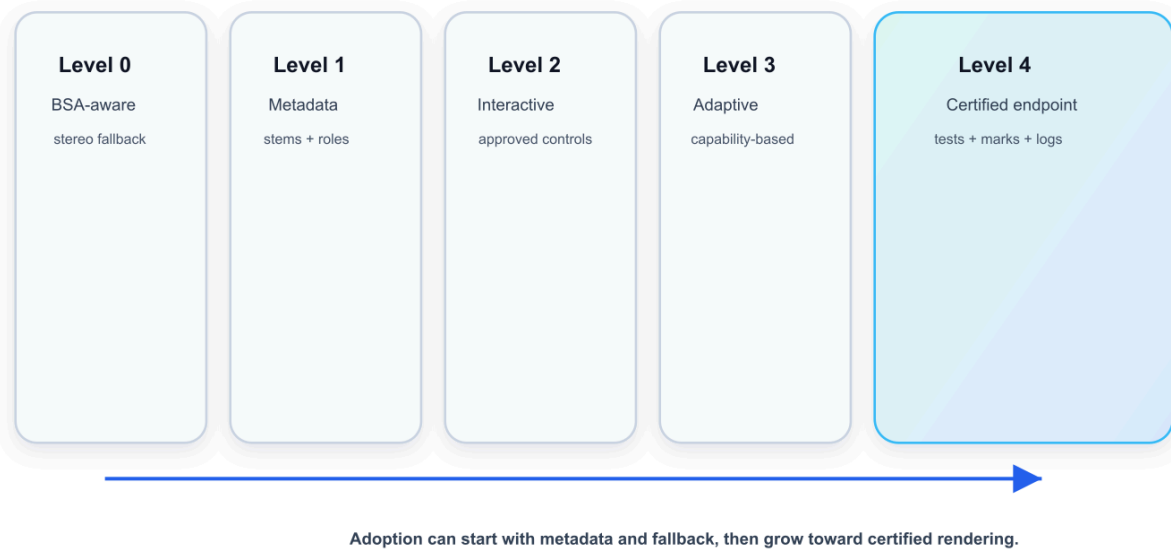 Level 0
BSA-aware
stereo fallback
Level 1
Metadata
stems + roles
Level 2
Interactive
approved controls
Level 3
Adaptive
capability-based
Level 4
Certified endpoint
tests + marks + logs
Adoption can start with metadata and fallback, then grow toward certified rendering.